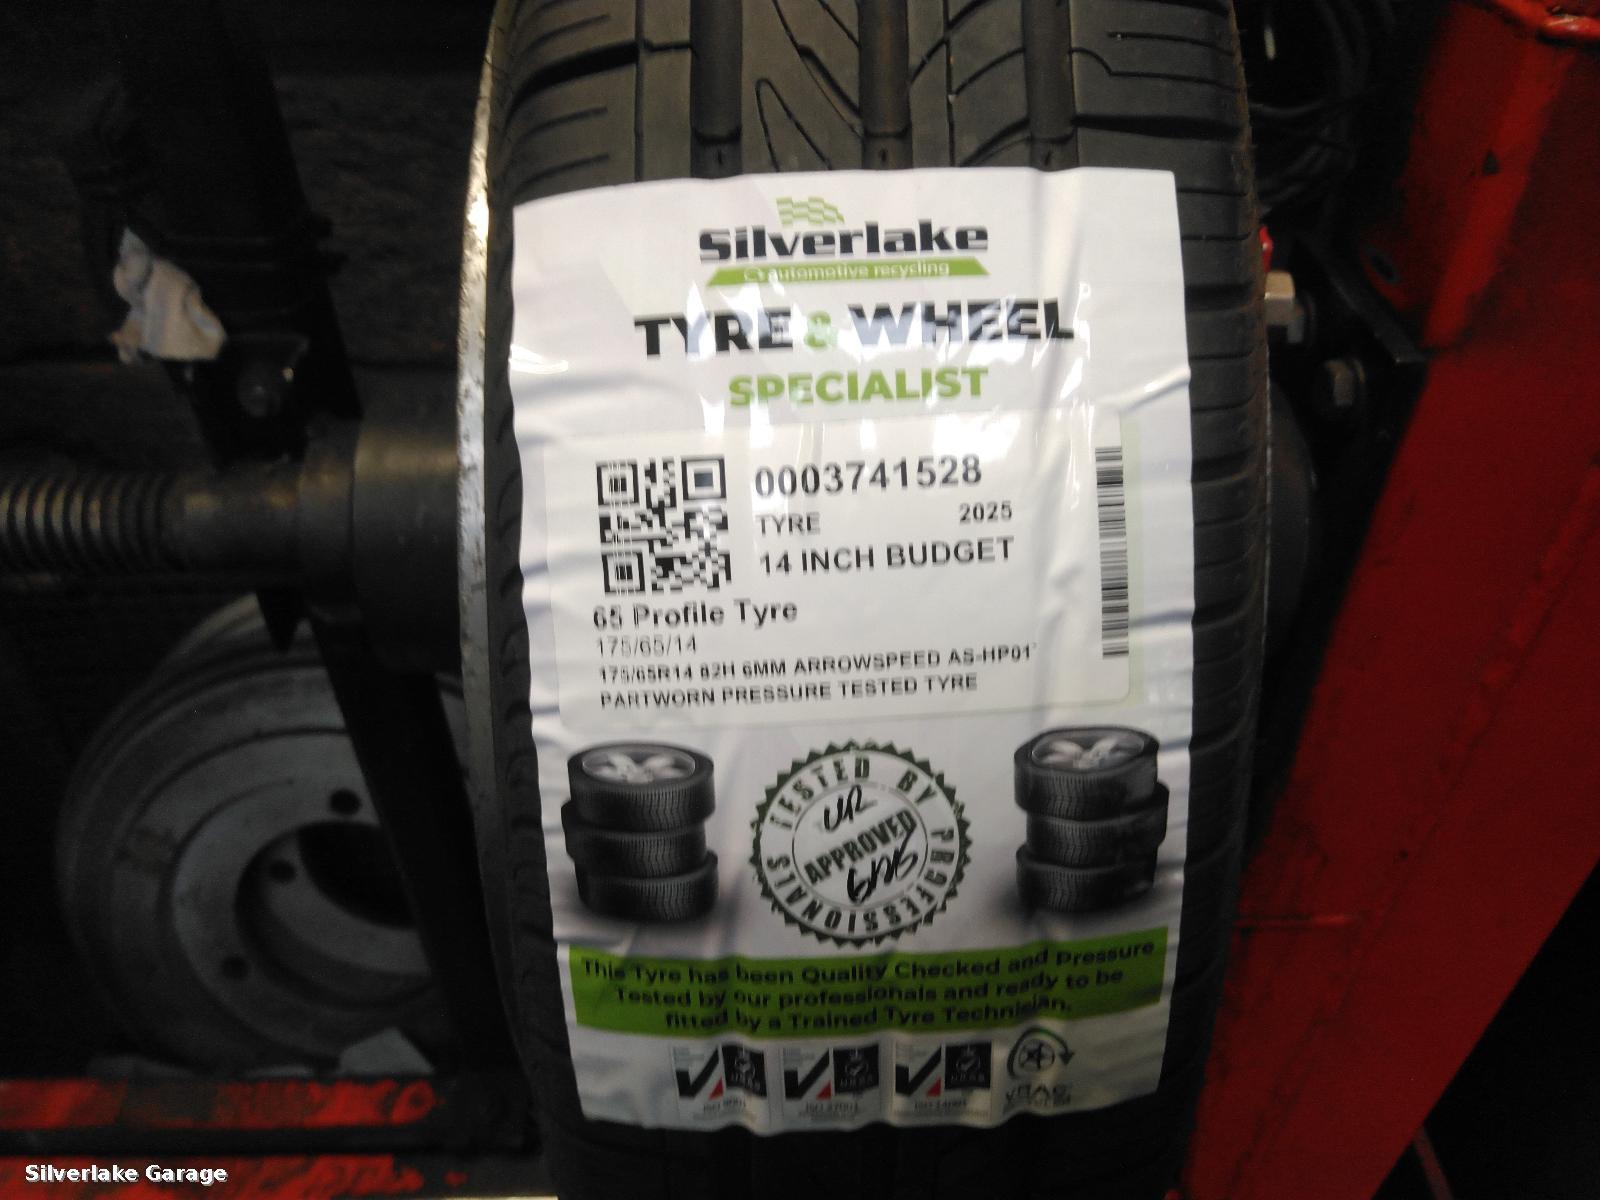 Silverlake
automotive recycling
TYRE & WHEEL
SPECIALIST
0003741528
TYRE 2025
14 INCH BUDGET
65 Profile Tyre
175/65/14
175/65R14 82H 6MM ARROWSPEED AS-HP01
PARTWORN PRESSURE TESTED TYRE
TESTED BY PROFESSIONALS
APPROVED
This Tyre has been Quality Checked and Pressure
Tested by our professionals and ready to be
fitted by a Trained Tyre Technician.
Silverlake Garage